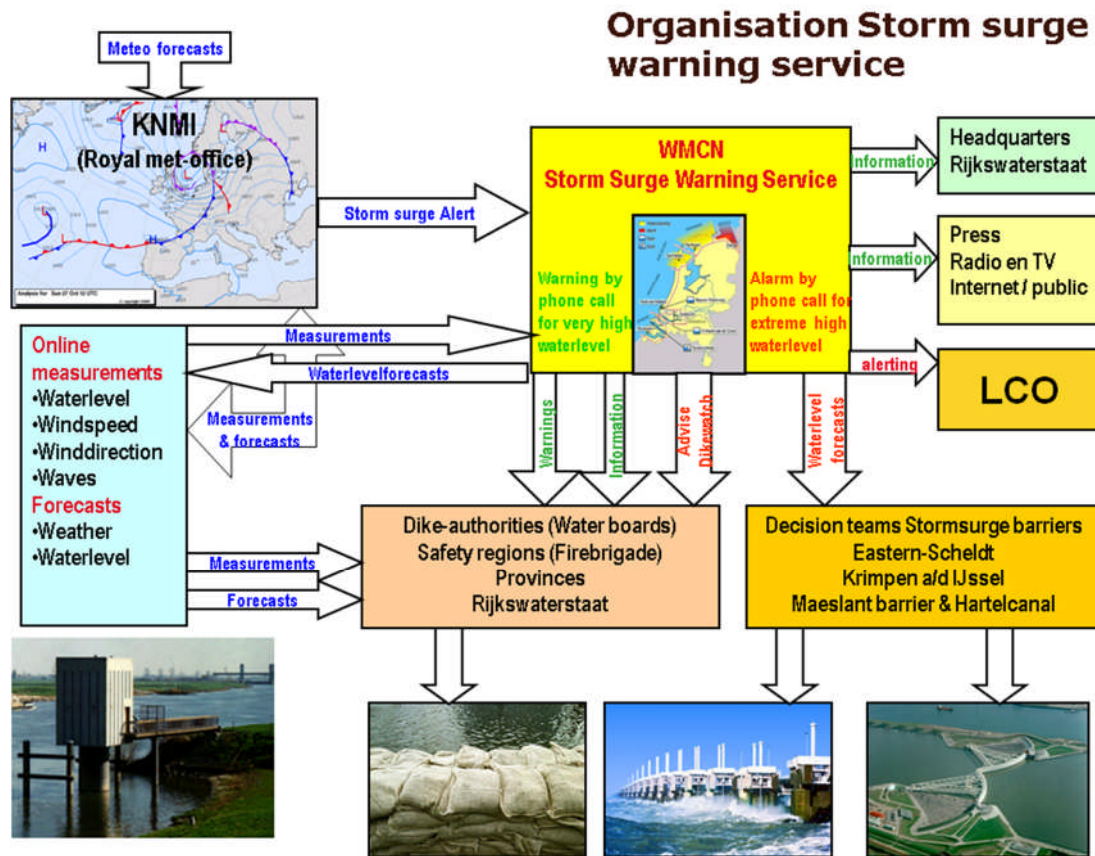 Organisation Storm surge
warning service
Meteo forecasts
KNMI
(Royal met-office)
H
L
L
L
L
H
Storm surge Alert
WMCN
Storm Surge Warning Service
Warning by
phone call
for very high
waterlevel
Alarm by
phone call for
extreme high
waterlevel
Information
Headquarters
Rijkswaterstaat
Information
Press
Radio en TV
Internet / public
alerting
LCO
Online
measurements
•Waterlevel
•Windspeed
•Winddirection
•Waves
Forecasts
•Weather
•Waterlevel
Measurements
Waterlevelforecasts
Measurements
& forecasts
Warnings
Information
Advise
Dikewatch
Waterlevel
forecasts
Measurements
Forecasts
Dike-authorities (Water boards)
Safety regions (Firebrigade)
Provinces
Rijkswaterstaat
Decision teams Stormsurge barriers
Eastern-Scheldt
Krimpen a/d IJssel
Maeslant barrier & Hartelcanal